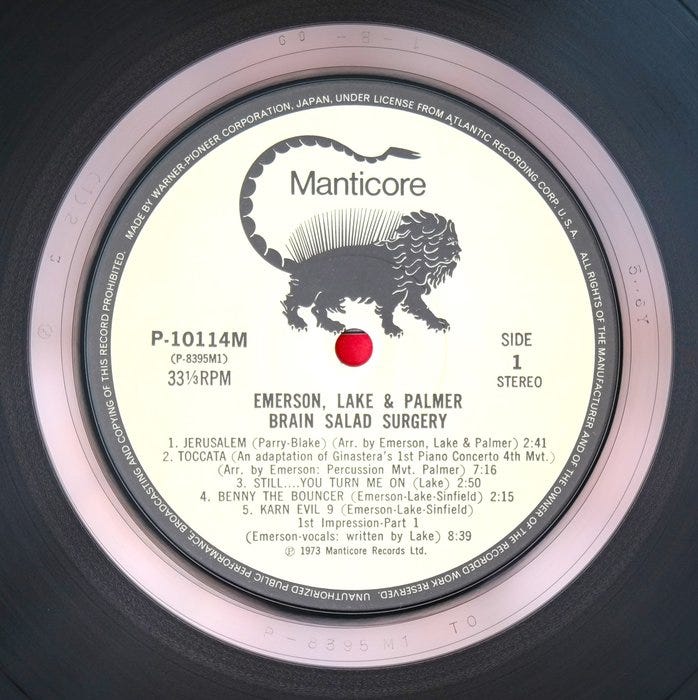 MADE BY WARNER-PIONEER CORPORATION, JAPAN, UNDER LICENSE FROM ATLANTIC RECORDING CORP. U.S.A.
ALL RIGHTS OF THE MANUFACTURER AND OF THE OWNER OF THE RECORDED WORK RESERVED.
UNAUTHORIZED PUBLIC PERFORMANCE BROADCASTING AND COPYING OF THIS RECORD PROHIBITED.
Manticore
P-10114M
(P-8395M1)
33⅓RPM
SIDE
1
STEREO
EMERSON, LAKE & PALMER
BRAIN SALAD SURGERY
1. JERUSALEM (Parry-Blake) (Arr. by Emerson, Lake & Palmer) 2:41
2. TOCCATA (An adaptation of Ginastera's 1st Piano Concerto 4th Mvt.)
(Arr. by Emerson: Percussion Mvt. Palmer) 7:16
3. STILL....YOU TURN ME ON (Lake) 2:50
4. BENNY THE BOUNCER (Emerson-Lake-Sinfield) 2:15
5. KARN EVIL 9 (Emerson-Lake-Sinfield)
1st Impression-Part 1
(Emerson-vocals: written by Lake) 8:39
℗ 1973 Manticore Records Ltd.
P-8395 M1 TO